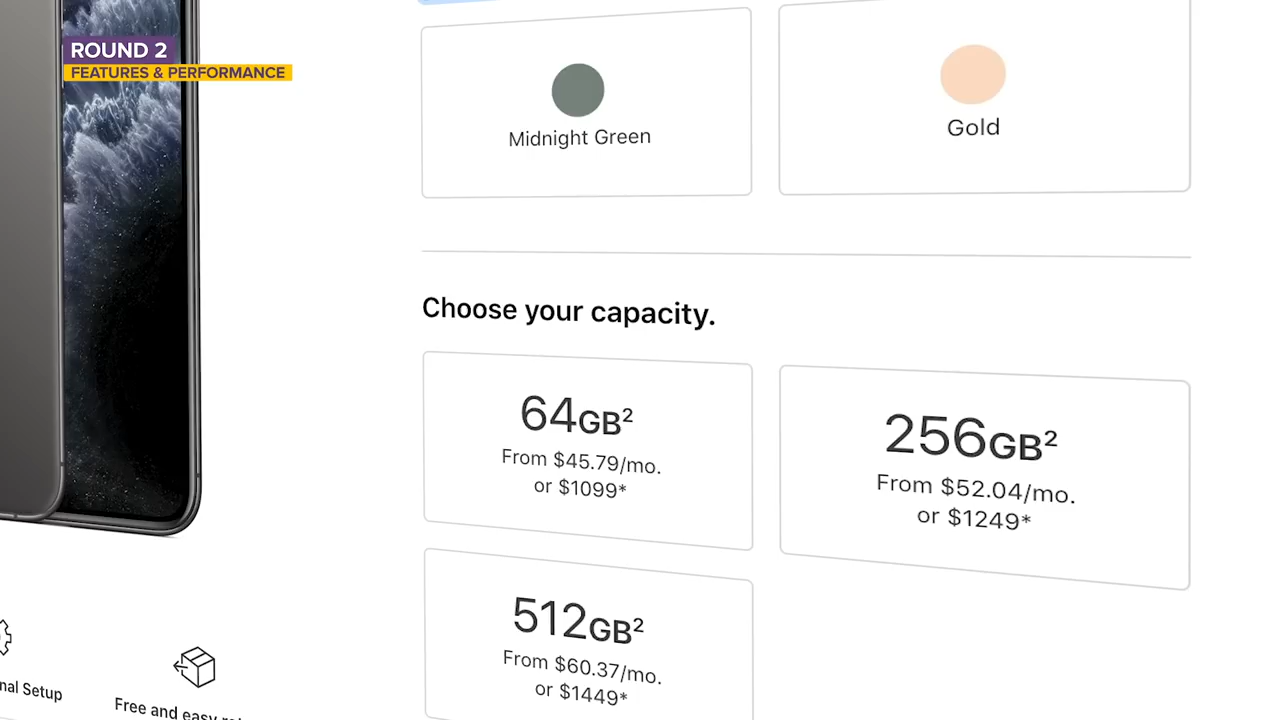 ROUND 2
FEATURES & PERFORMANCE
Midnight Green
Gold
Choose your capacity.
64GB²
From $45.79/mo.
or $1099*
256GB²
From $52.04/mo.
or $1249*
512GB²
From $60.37/mo.
or $1449*
Setup
Free and easy